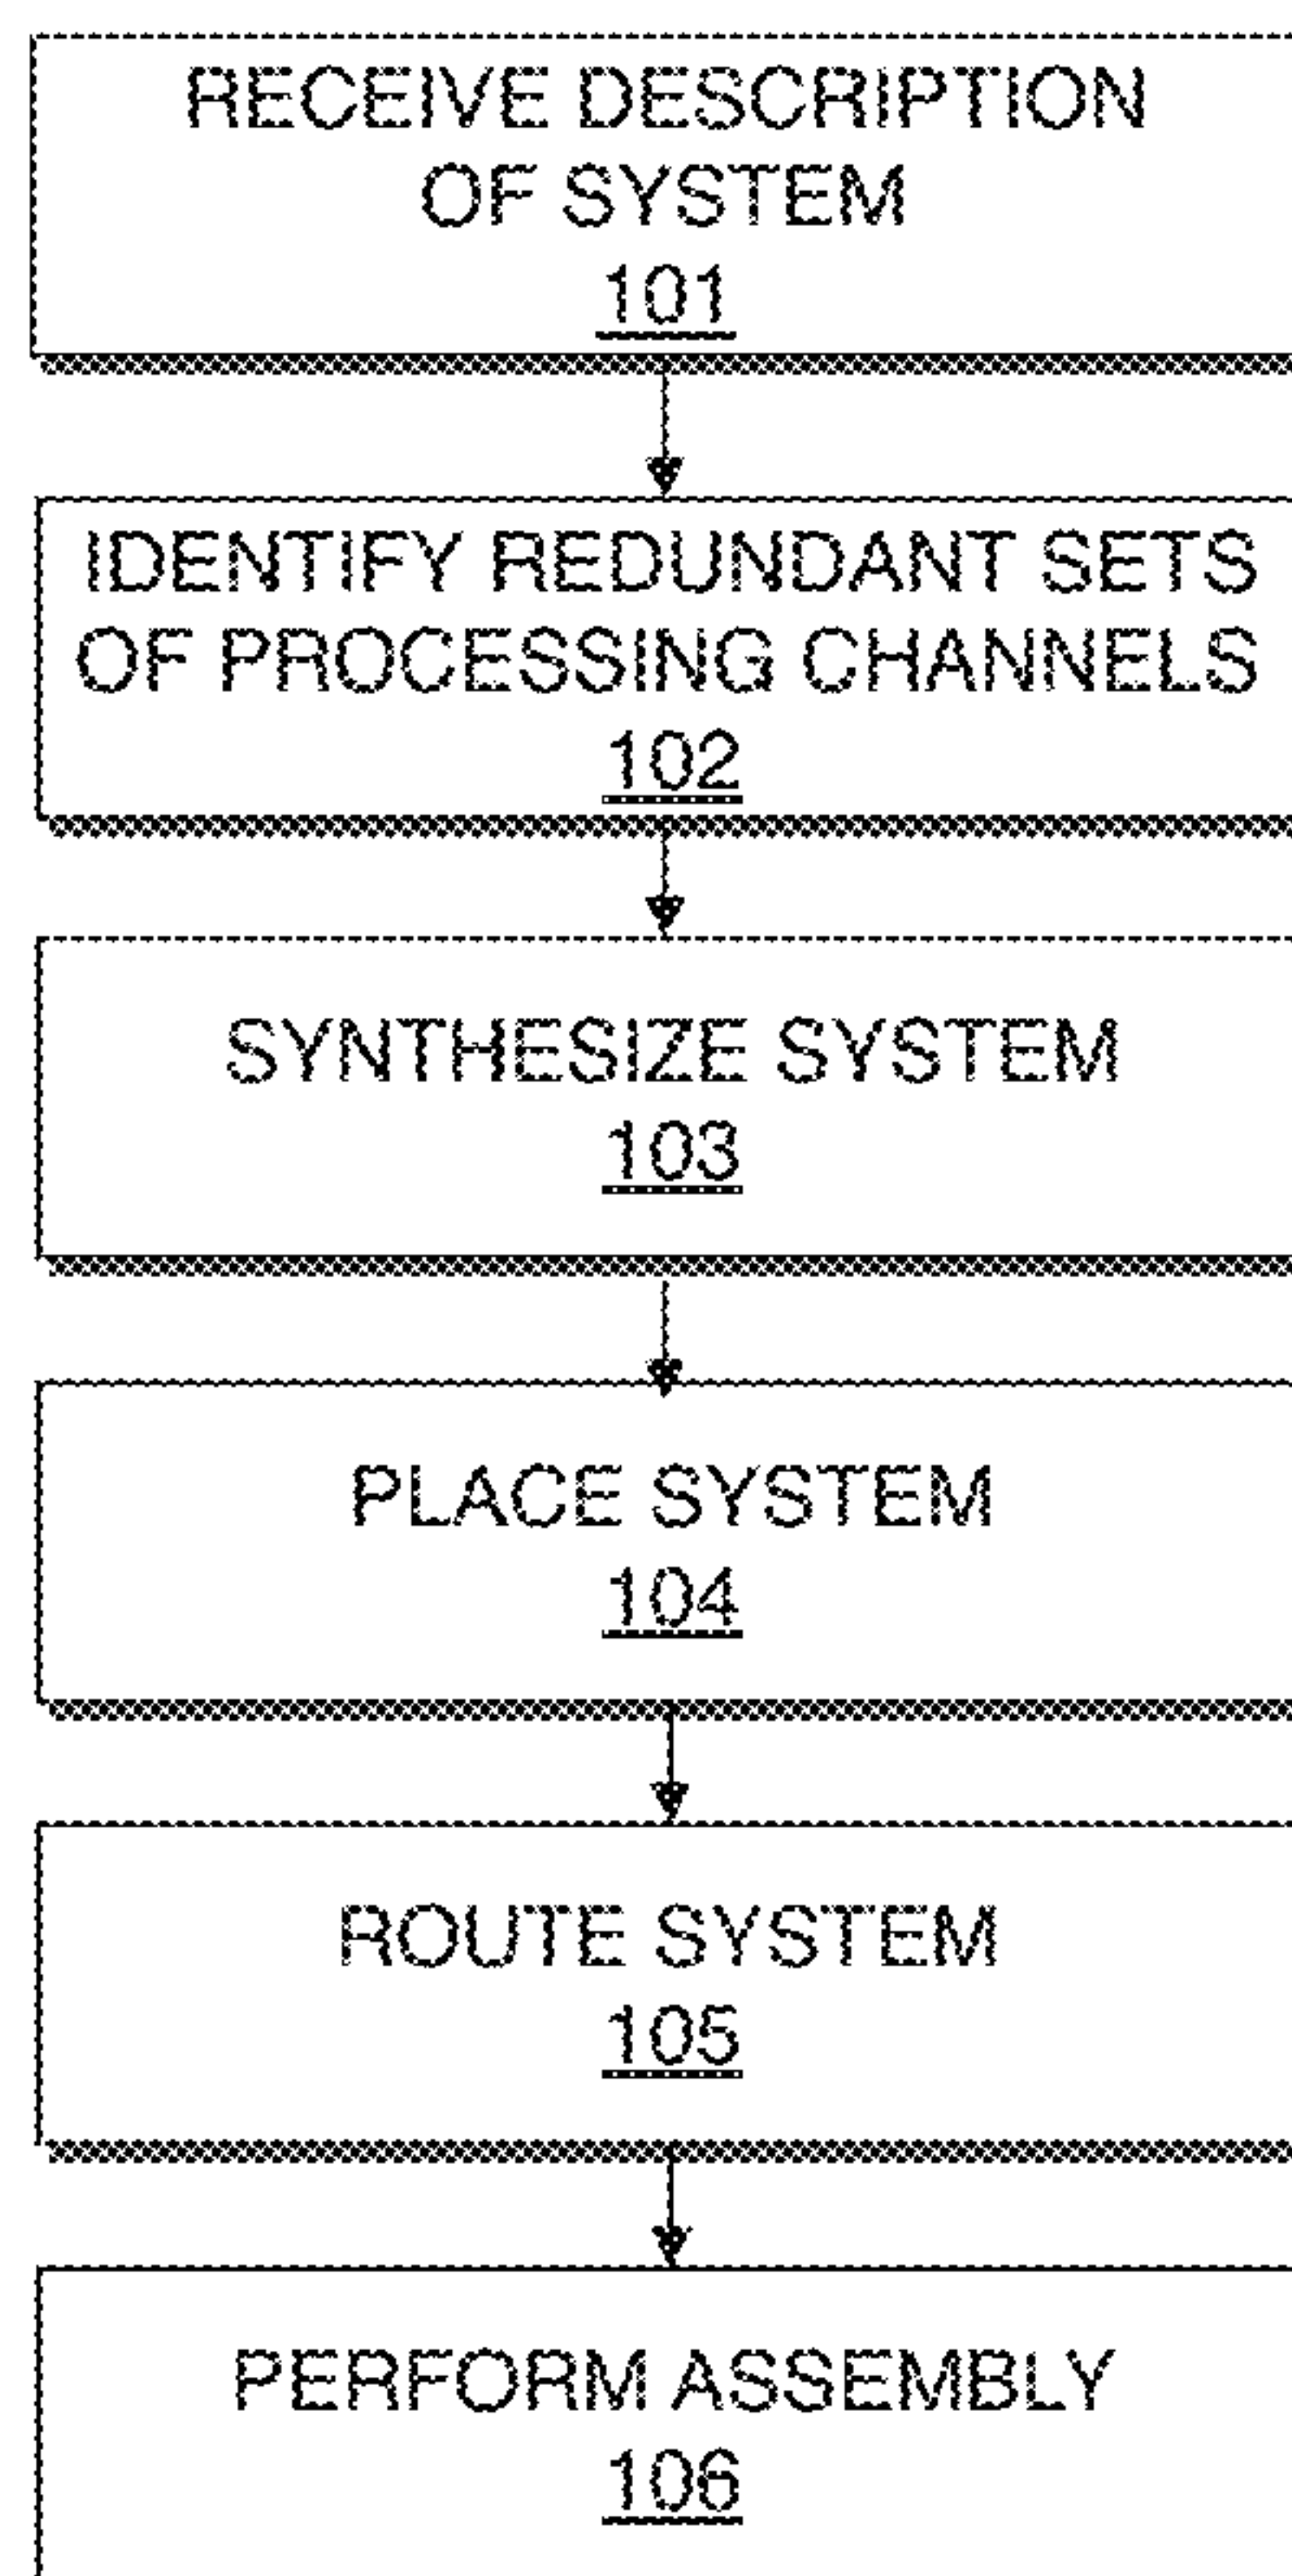 RECEIVE DESCRIPTION
OF SYSTEM
101
IDENTIFY REDUNDANT SETS
OF PROCESSING CHANNELS
102
SYNTHESIZE SYSTEM
103
PLACE SYSTEM
104
ROUTE SYSTEM
105
PERFORM ASSEMBLY
106